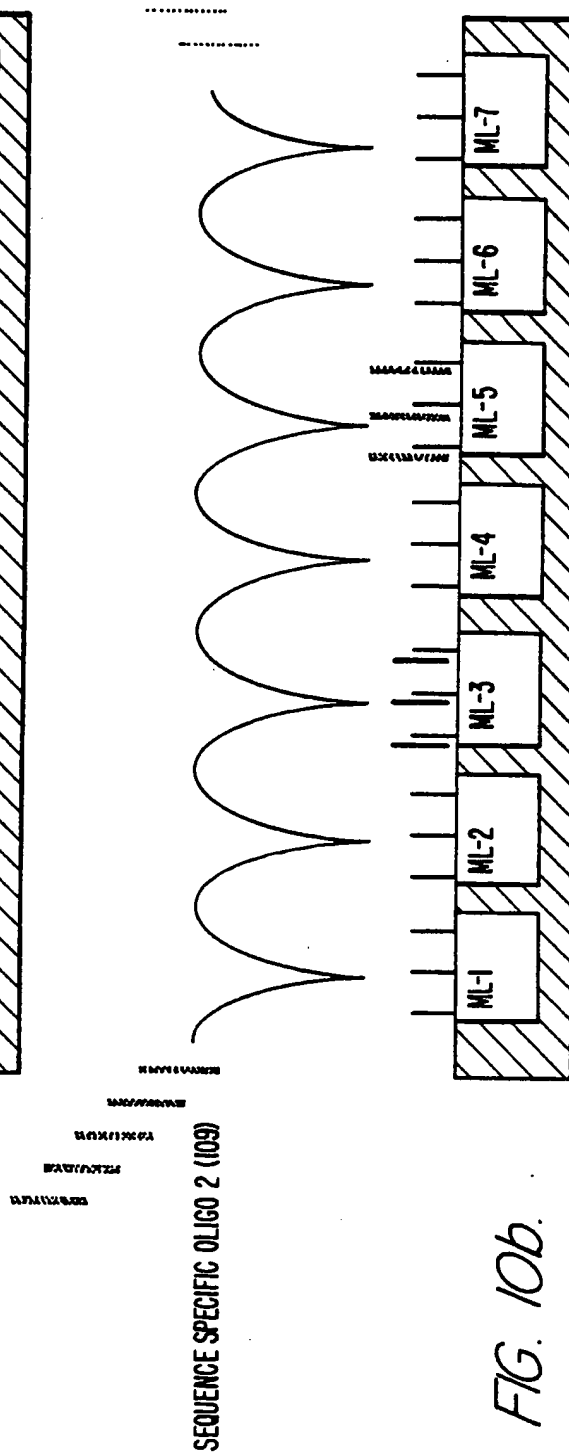 SEQUENCE SPECIFIC OLIGO 2 (109)
ML-1
ML-2
ML-3
ML-4
ML-5
ML-6
ML-7
FIG. 10b.